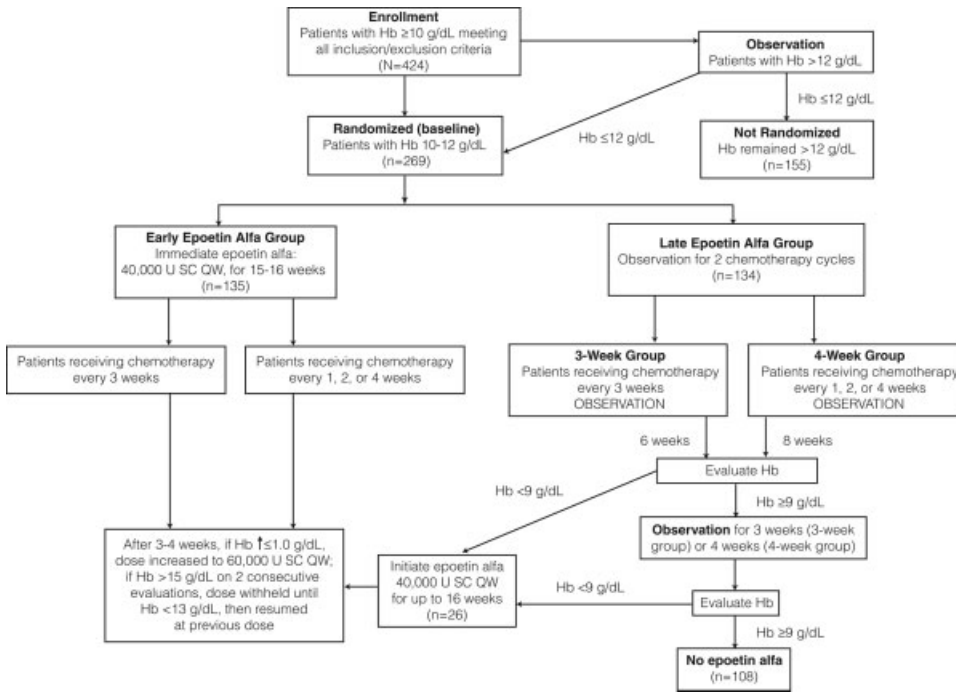 Enrollment
Patients with Hb ≥10 g/dL meeting
all inclusion/exclusion criteria
(N=424)
Observation
Patients with Hb >12 g/dL
Hb ≤12 g/dL
Hb ≤12 g/dL
Randomized (baseline)
Patients with Hb 10-12 g/dL
(n=269)
Not Randomized
Hb remained >12 g/dL
(n=155)
Early Epoetin Alfa Group
Immediate epoetin alfa:
40,000 U SC QW, for 15-16 weeks
(n=135)
Late Epoetin Alfa Group
Observation for 2 chemotherapy cycles
(n=134)
Patients receiving chemotherapy
every 3 weeks
Patients receiving chemotherapy
every 1, 2, or 4 weeks
3-Week Group
Patients receiving chemotherapy
every 3 weeks
OBSERVATION
4-Week Group
Patients receiving chemotherapy
every 1, 2, or 4 weeks
OBSERVATION
6 weeks
8 weeks
Evaluate Hb
Hb <9 g/dL
Hb ≥9 g/dL
Observation for 3 weeks (3-week
group) or 4 weeks (4-week group)
After 3-4 weeks, if Hb ↑≤1.0 g/dL,
dose increased to 60,000 U SC QW;
if Hb >15 g/dL on 2 consecutive
evaluations, dose withheld until
Hb <13 g/dL, then resumed
at previous dose
Initiate epoetin alfa
40,000 U SC QW
for up to 16 weeks
(n=26)
Hb <9 g/dL
Evaluate Hb
Hb ≥9 g/dL
No epoetin alfa
(n=108)